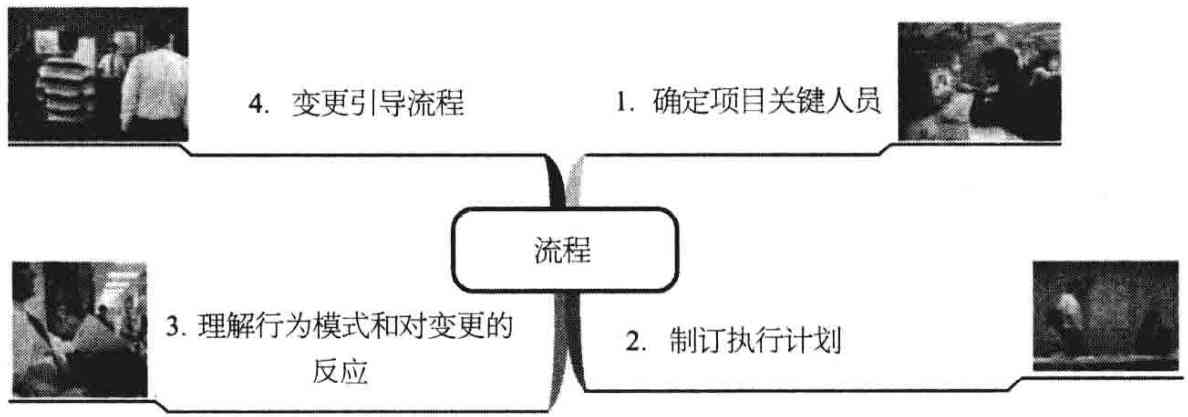 4. 变更引导流程
1. 确定项目关键人员
流程
3. 理解行为模式和对变更的
反应
2. 制订执行计划